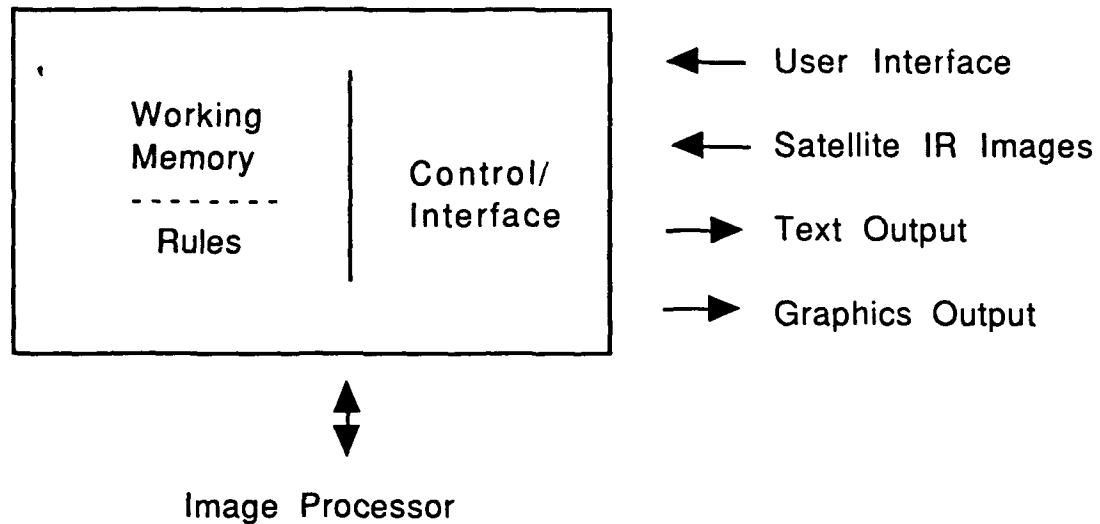 Working
Memory
Rules
Control/
Interface
User Interface
Satellite IR Images
Text Output
Graphics Output
Image Processor